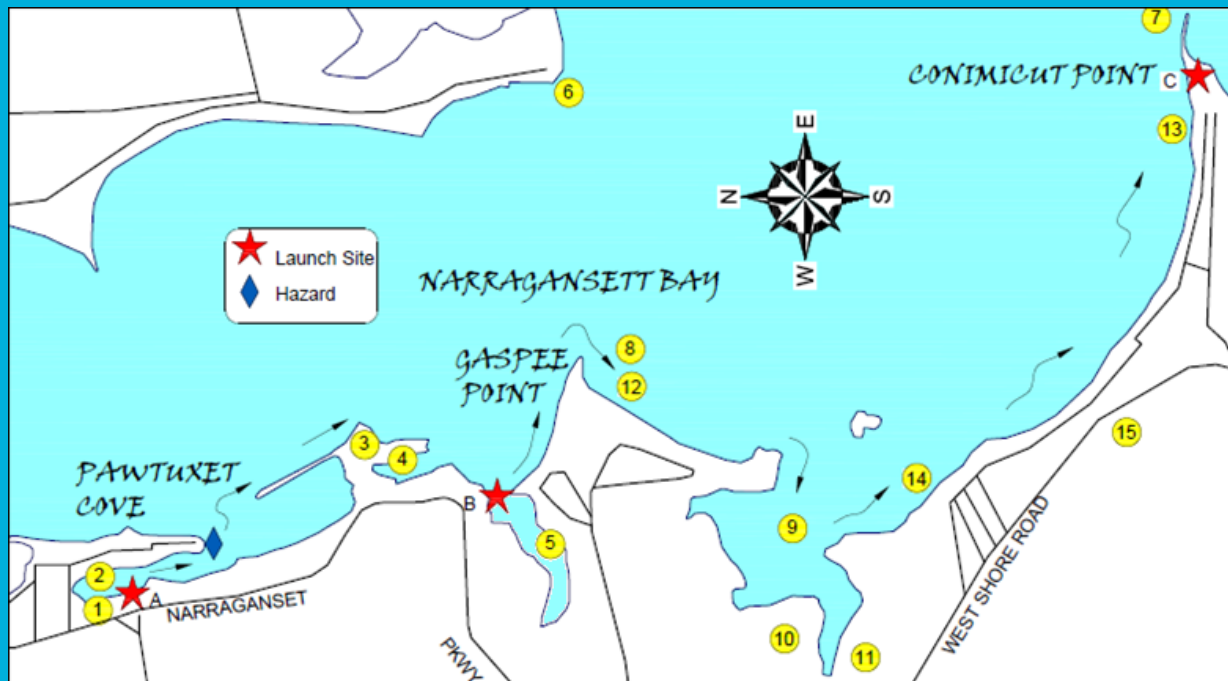 7
CONIMICUT POINT
C
6
13
E
N
S
W
Launch Site
Hazard
NARRAGANSETT BAY
GASPEE
POINT
8
12
3
4
15
PAWTUXET
COVE
14
B
9
5
2
1
A
NARRAGANSET
PKWY
WEST SHORE ROAD
10
11